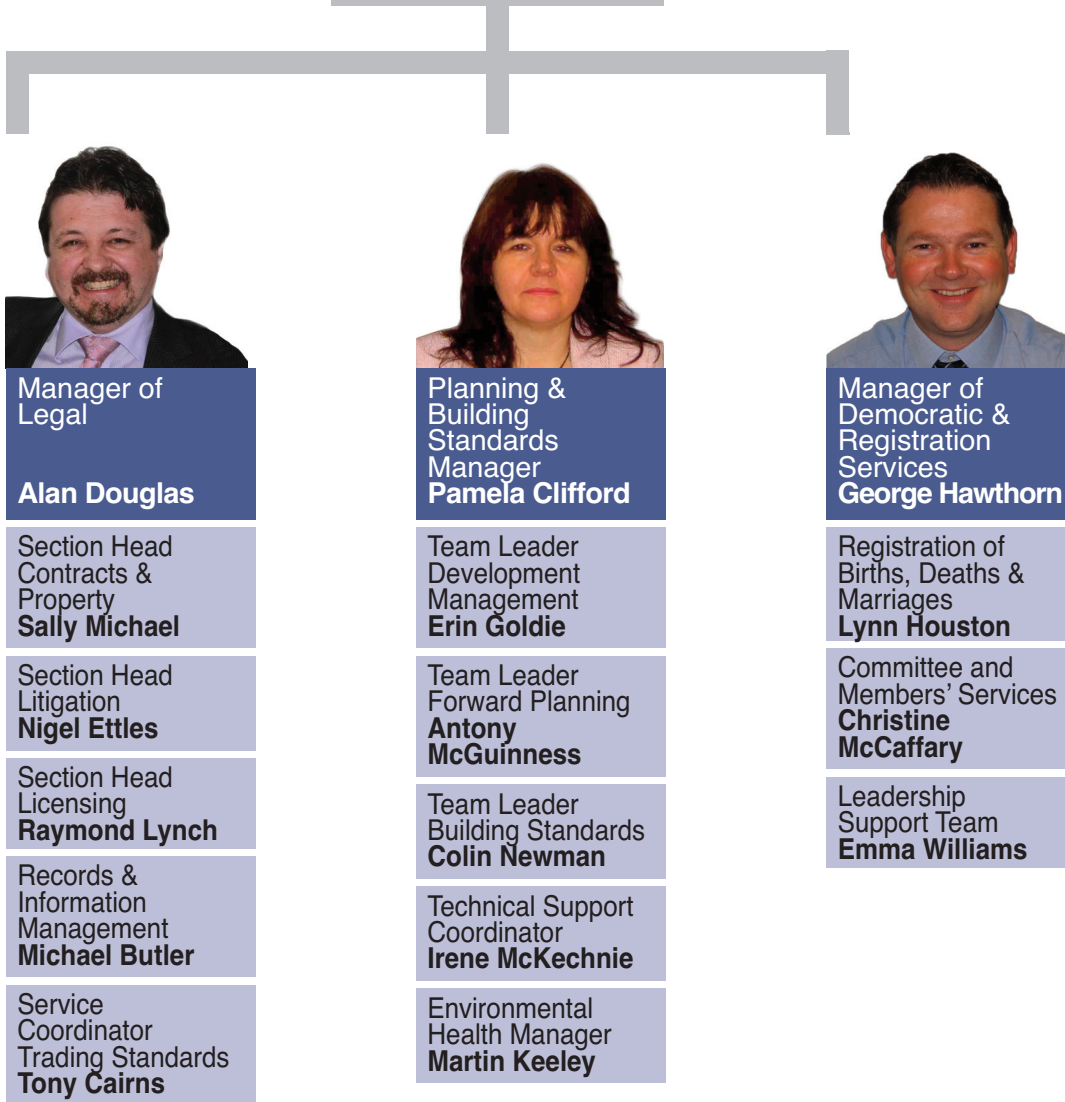 Manager of
Legal
Alan Douglas
Section Head
Contracts &
Property
Sally Michael
Section Head
Litigation
Nigel Ettles
Section Head
Licensing
Raymond Lynch
Records &
Information
Management
Michael Butler
Service
Coordinator
Trading Standards
Tony Cairns
Planning &
Building
Standards
Manager
Pamela Clifford
Team Leader
Development
Management
Erin Goldie
Team Leader
Forward Planning
Antony
McGuinness
Team Leader
Building Standards
Colin Newman
Technical Support
Coordinator
Irene McKechnie
Environmental
Health Manager
Martin Keeley
Manager of
Democratic &
Registration
Services
George Hawthorn
Registration of
Births, Deaths &
Marriages
Lynn Houston
Committee and
Members’ Services
Christine
McCaffary
Leadership
Support Team
Emma Williams